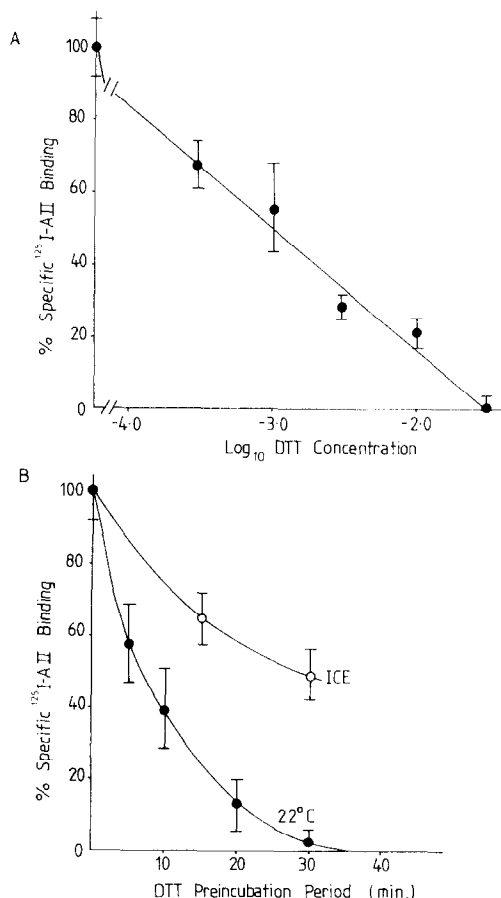 A
100
80
60
40
20
0
% Specific ¹²⁵I-AII Binding
-4·0
-3·0
-2·0
Log₁₀ DTT Concentration
B
100
80
60
40
20
0
% Specific ¹²⁵I-AII Binding
ICE
22°C
10
20
30
40
DTT Preincubation Period (min.)